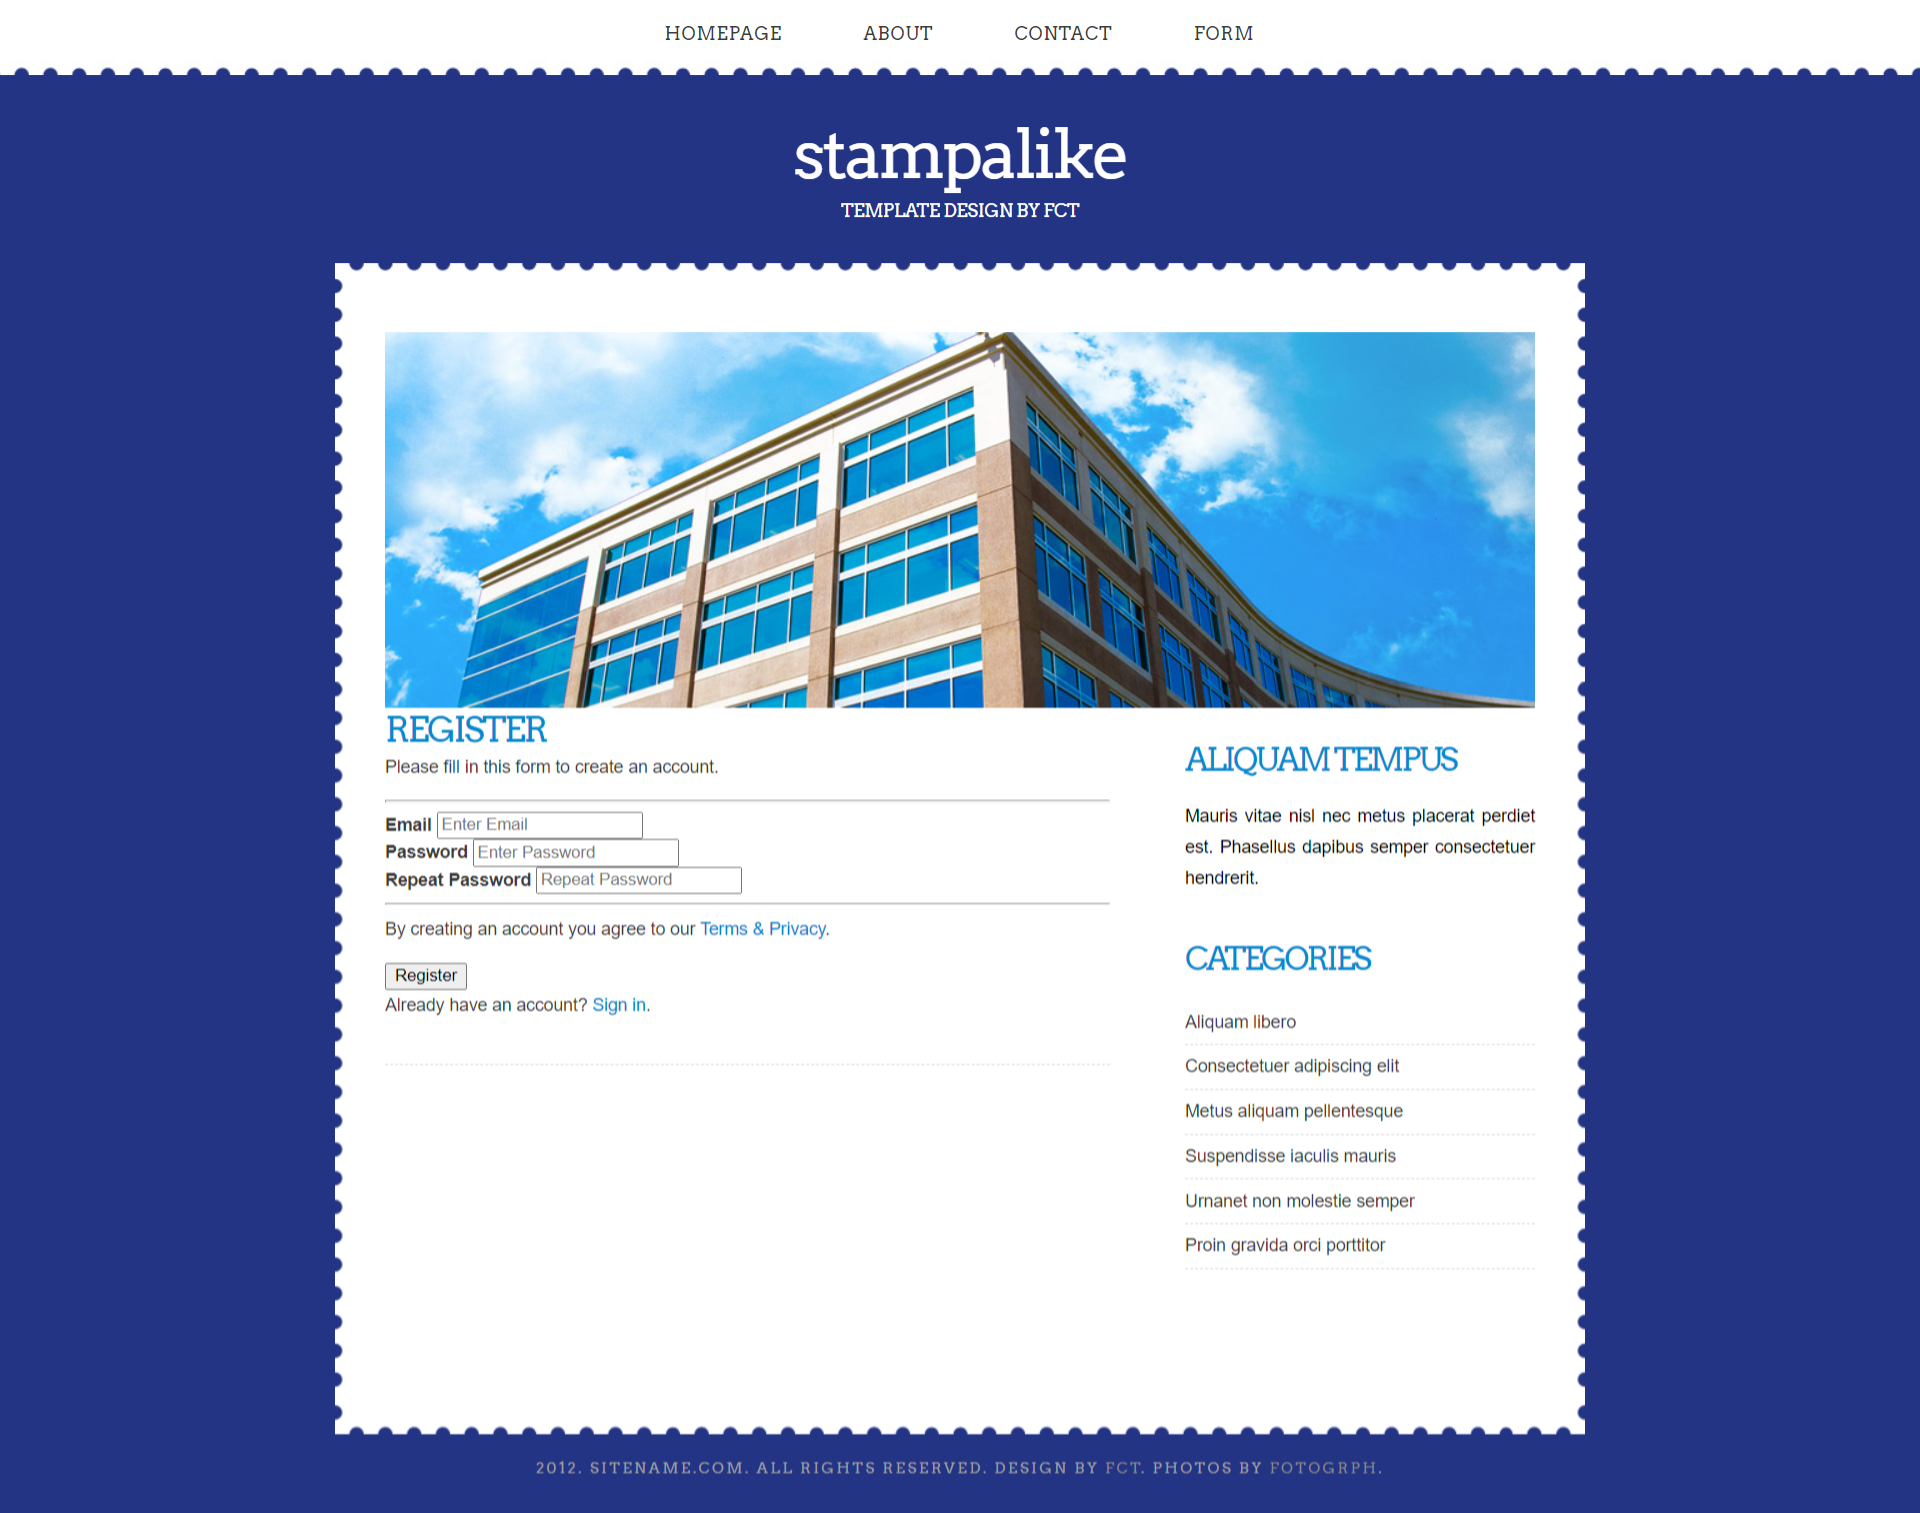 HOMEPAGE ABOUT CONTACT FORM
stampalike
TEMPLATE DESIGN BY FCT
REGISTER
Please fill in this form to create an account.
Email Enter Email
Password Enter Password
Repeat Password Repeat Password
By creating an account you agree to our Terms & Privacy.
Register
Already have an account? Sign in.
ALIQUAM TEMPUS
Mauris vitae nisl nec metus placerat perdiet
est. Phasellus dapibus semper consectetuer
hendrerit.
CATEGORIES
Aliquam libero
Consectetuer adipiscing elit
Metus aliquam pellentesque
Suspendisse iaculis mauris
Urnanet non molestie semper
Proin gravida orci porttitor
2012. SITENAME.COM. ALL RIGHTS RESERVED. DESIGN BY FCT. PHOTOS BY FOTOGRPH.